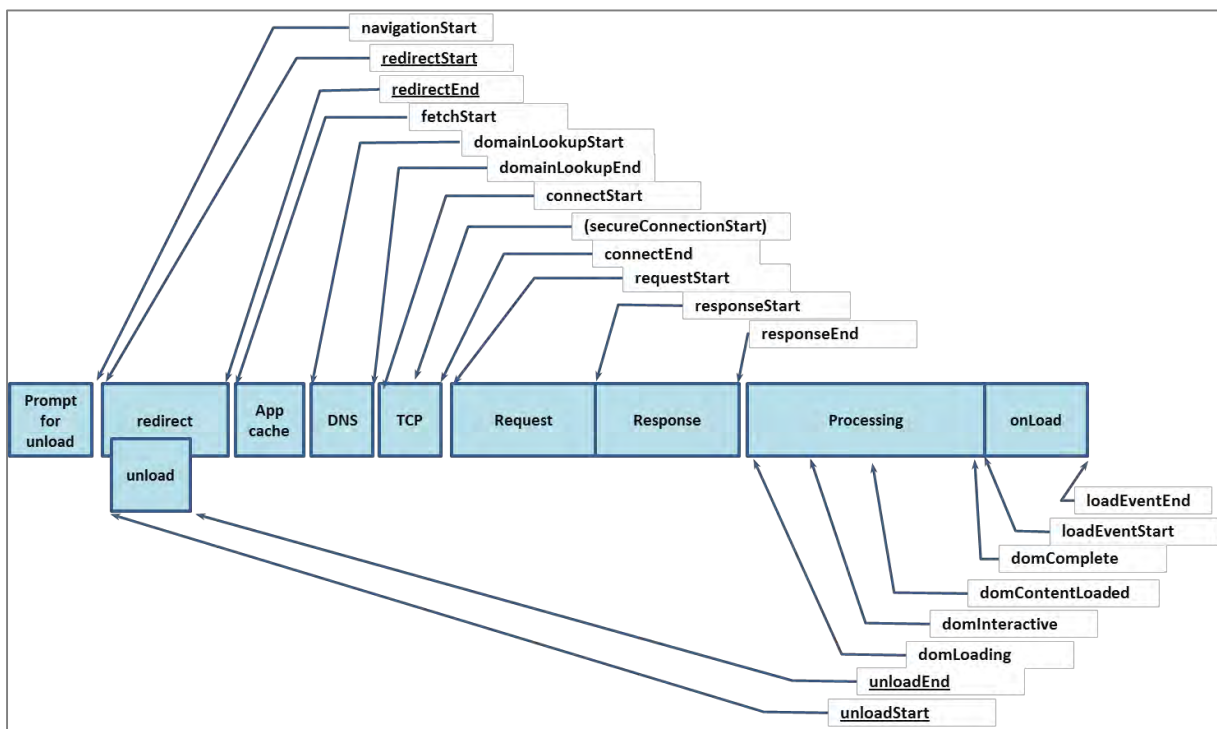 navigationStart
redirectStart
redirectEnd
fetchStart
domainLookupStart
domainLookupEnd
connectStart
(secureConnectionStart)
connectEnd
requestStart
responseStart
responseEnd
Prompt
for
unload
redirect
App
cache
DNS
TCP
Request
Response
Processing
onLoad
unload
loadEventEnd
loadEventStart
domComplete
domContentLoaded
domInteractive
domLoading
unloadEnd
unloadStart